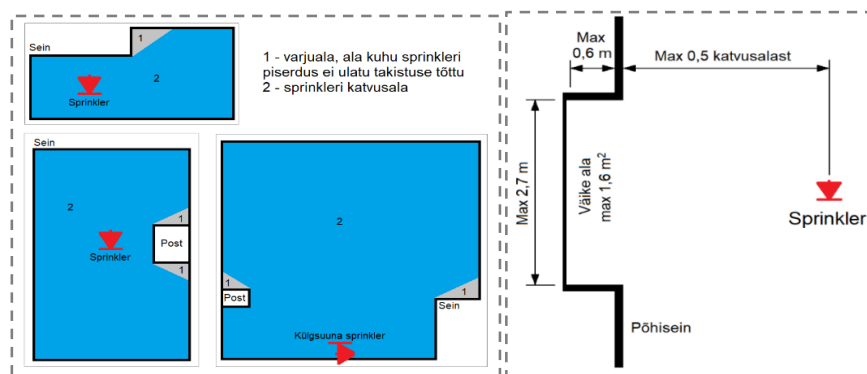 Sein
1
2
Sprinkler
1 - varjuala, ala kuhu sprinkleri
piserdus ei ulatu takistuse tõttu
2 - sprinkleri katvusala
Sein
2
1
Post
Sprinkler
1
2
1
Post
1
Sein
Külgsuuna sprinkler
Max
0,6 m
Max 0,5 katvusalast
Max 2,7 m
Väike ala
max 1,6 m²
Sprinkler
Põhisein